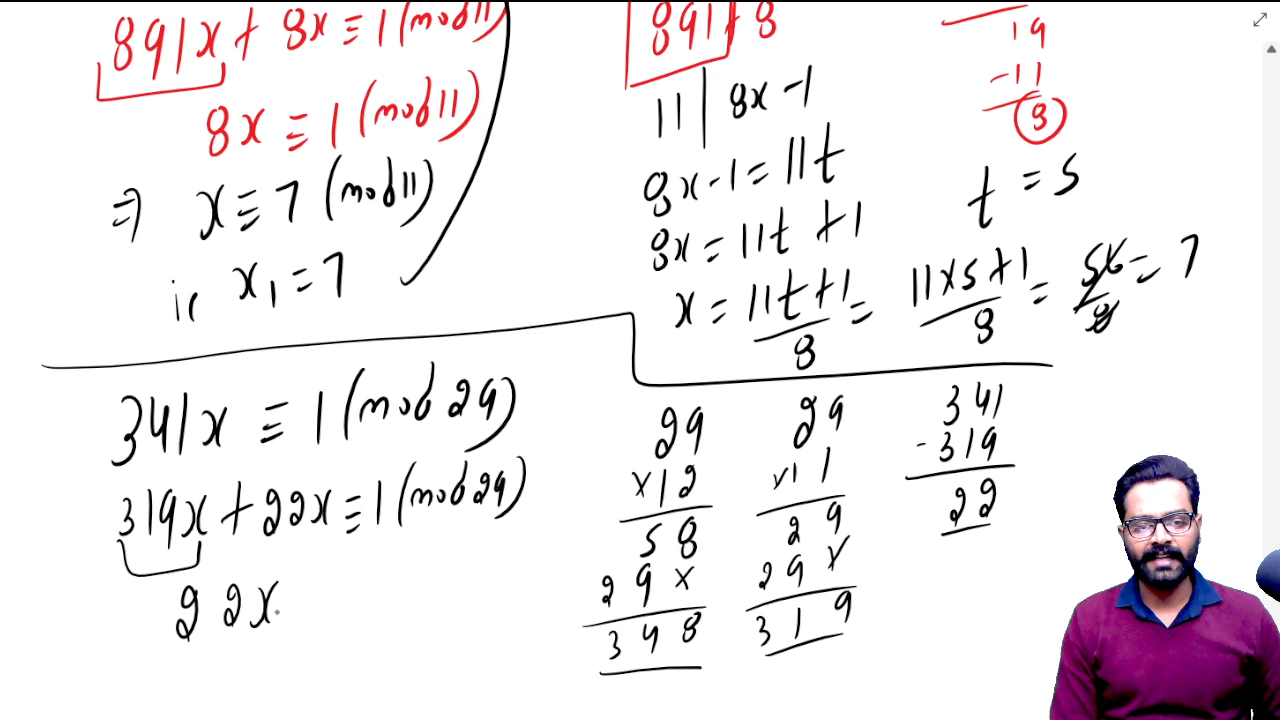 891x + 8x ≡ 1 (mod 11)
8x ≡ 1 (mod 11)
⇒ x ≡ 7 (mod 11)
ie x₁ = 7
891 + 8
11 | 8x - 1
8x - 1 = 11t
8x = 11t + 1
x = 11t + 1 / 8 = 11 x 5 + 1 / 8 = 56 / 8 = 7
19
- 11
8
t = 5
341x ≡ 1 (mod 29)
319x + 22x ≡ 1 (mod 29)
22x
29
x 12
58
29 x
348
29
x 11
29
29 x
319
341
- 319
22